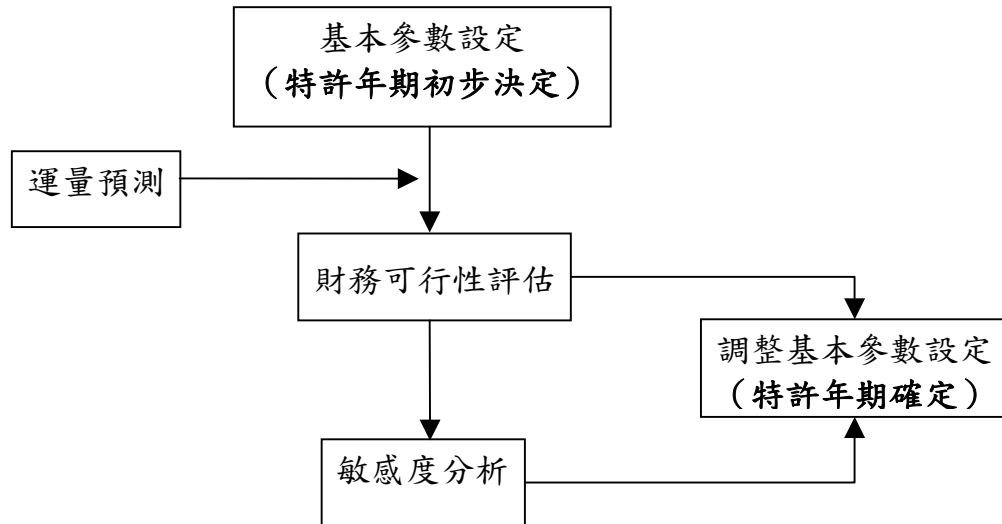 基本參數設定
（特許年期初步決定）
運量預測
財務可行性評估
調整基本參數設定
（特許年期確定）
敏感度分析